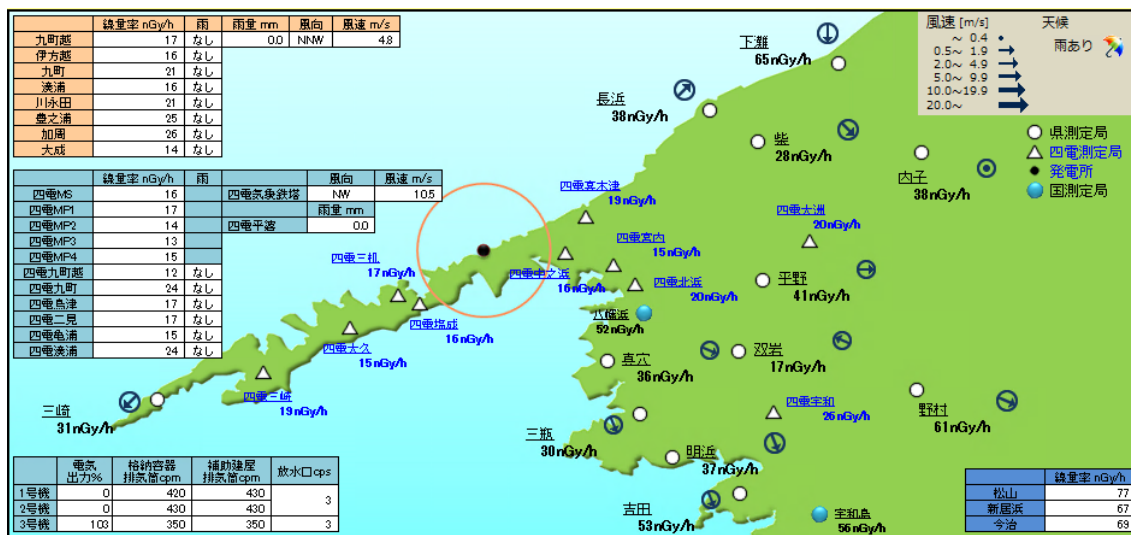 線量率 nGy/h 雨 雨量 mm 風向 風速 m/s
九町越 17 なし 0.0 NNW 4.8
伊方越 16 なし
九町 21 なし
湊浦 16 なし
川永田 21 なし
豊之浦 25 なし
加周 26 なし
大成 14 なし
線量率 nGy/h 雨 風向 風速 m/s
四電MS 16 四電気象鉄塔 NW 10.5
四電MP1 17 雨量 mm
四電MP2 14 四電平碆 0.0
四電MP3 13
四電MP4 15
四電九町越 12 なし
四電九町 24 なし
四電鳥津 17 なし
四電二見 17 なし
四電亀浦 15 なし
四電湊浦 24 なし
風速 [m/s] 天候
~ 0.4
0.5~ 1.9
2.0~ 4.9
5.0~ 9.9
10.0~19.9
20.0~
雨あり
県測定局
四電測定局
発電所
国測定局
下灘
65nGy/h
長浜
38nGy/h
柴
28nGy/h
内子
38nGy/h
四電喜木津
19nGy/h
四電大洲
20nGy/h
四電宮内
15nGy/h
四電三机
17nGy/h
四電中之浜
16nGy/h
四電北浜
20nGy/h
平野
41nGy/h
八幡浜
52nGy/h
四電塩成
16nGy/h
四電大久
15nGy/h
真穴
36nGy/h
双岩
17nGy/h
四電三崎
19nGy/h
三崎
31nGy/h
四電宇和
26nGy/h
野村
61nGy/h
三瓶
30nGy/h
明浜
37nGy/h
吉田
53nGy/h
宇和島
56nGy/h
電気出力% 格納容器排気筒cpm 補助建屋排気筒cpm 放水口cps
1号機 0 420 430 3
2号機 0 430 430
3号機 103 350 350 3
線量率 nGy/h
松山 77
新居浜 67
今治 69